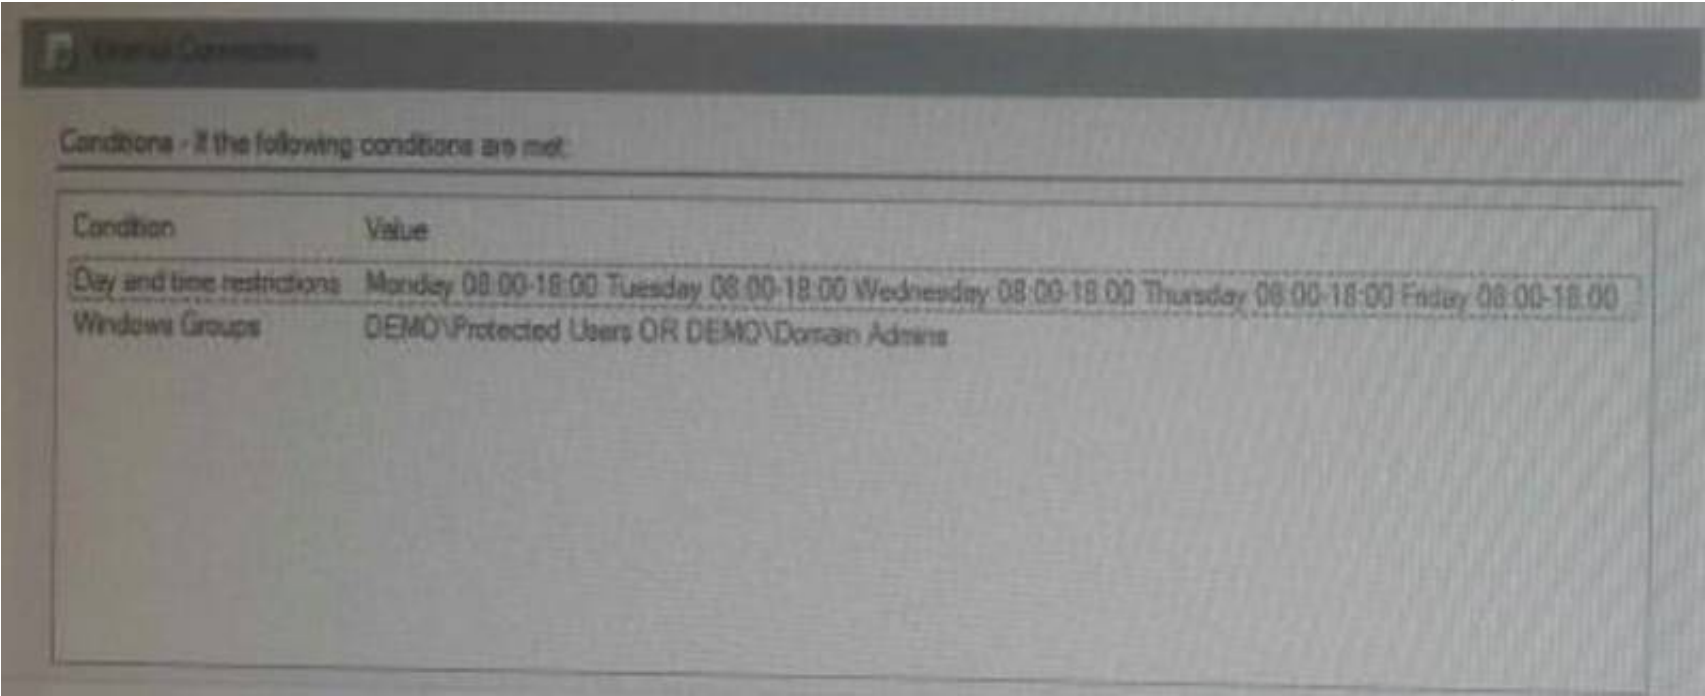 Connections
Conditions - If the following conditions are met:
Condition Value
Day and time restrictions Monday 08:00-18:00 Tuesday 08:00-18:00 Wednesday 08:00-18:00 Thursday 08:00-18:00 Friday 08:00-18:00
Windows Groups DEMO\Protected Users OR DEMO\Domain Admins